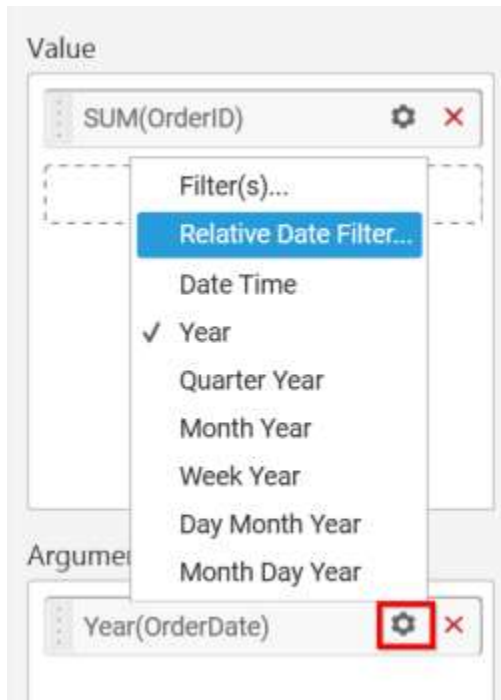 Value
SUM(OrderID)
Filter(s)...
Relative Date Filter...
Date Time
Year
Quarter Year
Month Year
Week Year
Day Month Year
Month Day Year
Argume
Year(OrderDate)